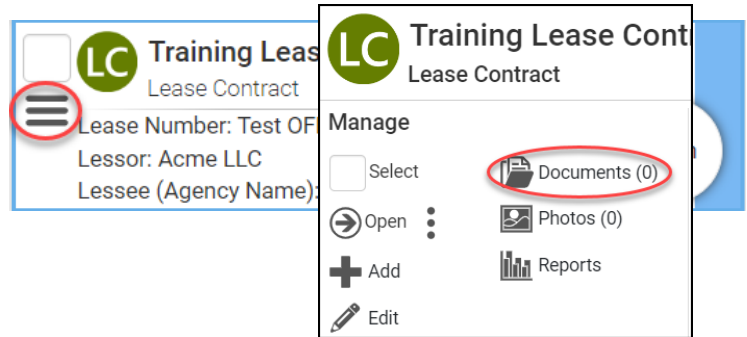 LC
Training Leas
Lease Contract
Lease Number: Test OF
Lessor: Acme LLC
Lessee (Agency Name):
LC
Training Lease Cont
Lease Contract
Manage
Select
Documents (0)
Open
Photos (0)
Add
Reports
Edit